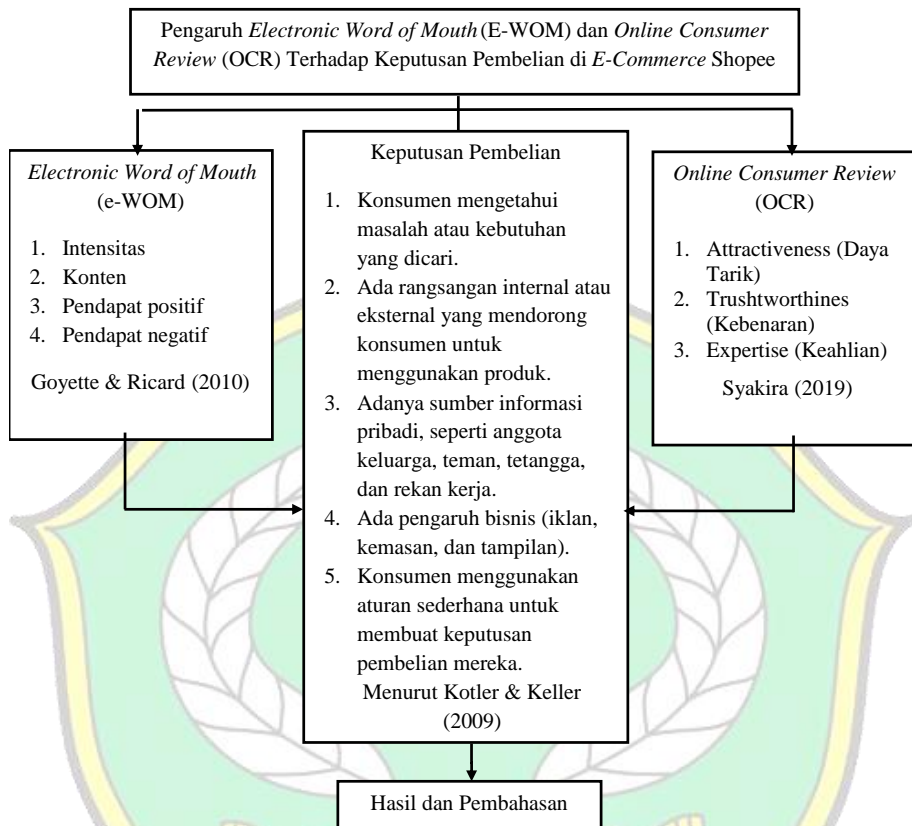 Pengaruh Electronic Word of Mouth (E-WOM) dan Online Consumer
Review (OCR) Terhadap Keputusan Pembelian di E-Commerce Shopee
Electronic Word of Mouth
(e-WOM)
1. Intensitas
2. Konten
3. Pendapat positif
4. Pendapat negatif
Goyette & Ricard (2010)
Keputusan Pembelian
1. Konsumen mengetahui
masalah atau kebutuhan
yang dicari.
2. Ada rangsangan internal atau
eksternal yang mendorong
konsumen untuk
menggunakan produk.
3. Adanya sumber informasi
pribadi, seperti anggota
keluarga, teman, tetangga,
dan rekan kerja.
4. Ada pengaruh bisnis (iklan,
kemasan, dan tampilan).
5. Konsumen menggunakan
aturan sederhana untuk
membuat keputusan
pembelian mereka.
Menurut Kotler & Keller
(2009)
Online Consumer Review
(OCR)
1. Attractiveness (Daya
Tarik)
2. Trushtworthines
(Kebenaran)
3. Expertise (Keahlian)
Syakira (2019)
Hasil dan Pembahasan